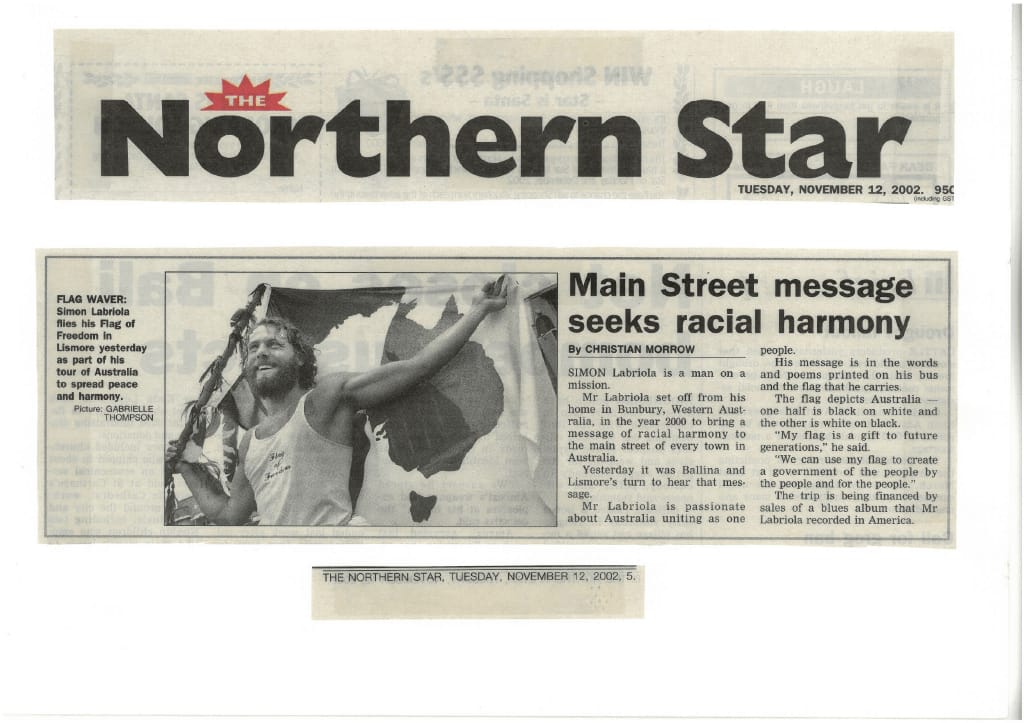 THE
Northern Star
TUESDAY, NOVEMBER 12, 2002. 95C
(including GST
FLAG WAVER:
Simon Labriola
flies his Flag of
Freedom in
Lismore yesterday
as part of his
tour of Australia
to spread peace
and harmony.
Picture: GABRIELLE
THOMPSON
Flag
of
Freedom
Main Street message
seeks racial harmony
By CHRISTIAN MORROW
SIMON Labriola is a man on a
mission.
Mr Labriola set off from his
home in Bunbury, Western Aust-
ralia, in the year 2000 to bring a
message of racial harmony to
the main street of every town in
Australia.
Yesterday it was Ballina and
Lismore's turn to hear that mes-
sage.
Mr Labriola is passionate
about Australia uniting as one
people.
His message is in the words
and poems printed on his bus
and the flag that he carries.
The flag depicts Australia —
one half is black on white and
the other is white on black.
"My flag is a gift to future
generations," he said.
"We can use my flag to create
a government of the people by
the people and for the people."
The trip is being financed by
sales of a blues album that Mr
Labriola recorded in America.
THE NORTHERN STAR, TUESDAY, NOVEMBER 12, 2002, 5.